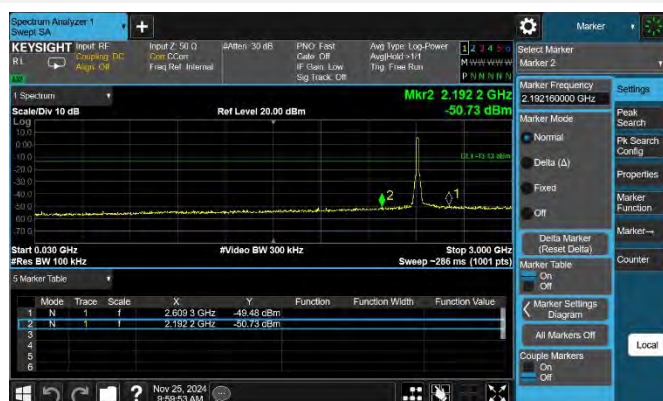 Spectrum Analyzer 1
Swept SA
+
Marker
KEYSIGHT
Input: RF
Coupling: DC
Align: Off
Input Z: 50 Ω
Corr CCorr
Freq Ref: Internal
#Atten: 30 dB
PNO: Fast
Gate: Off
IF Gain: Low
Sig Track: Off
Avg Type: Log-Power
Avg|Hold:>1/1
Trig: Free Run
1 2 3 4 5 6
M W W W W W
P N N N N N
R L
Select Marker
Marker 2
1 Spectrum
Mkr2 2.192 2 GHz
Scale/Div 10 dB
Ref Level 20.00 dBm
-50.73 dBm
Log
10.0
0.00
-10.0
-20.0
-30.0
-40.0
-50.0
-60.0
-70.0
2
1
Start 0.030 GHz
#Video BW 300 kHz
Stop 3.000 GHz
#Res BW 100 kHz
Sweep ~286 ms (1001 pts)
5 Marker Table
Mode Trace Scale X Y Function Function Width Function Value
1 N 1 f 2.609 3 GHz -49.48 dBm
2 N 1 f 2.192 2 GHz -50.73 dBm
3
4
5
6
Marker Frequency
2.192160000 GHz
Marker Mode
Normal
Delta (Δ)
Fixed
Off
Delta Marker
(Reset Delta)
Marker Table
On
Off
Marker Settings
Diagram
All Markers Off
Couple Markers
On
Off
Settings
Peak
Search
Pk Search
Config
Properties
Marker
Function
Marker→
Counter
Local
?
Nov 25, 2024
9:59:53 AM